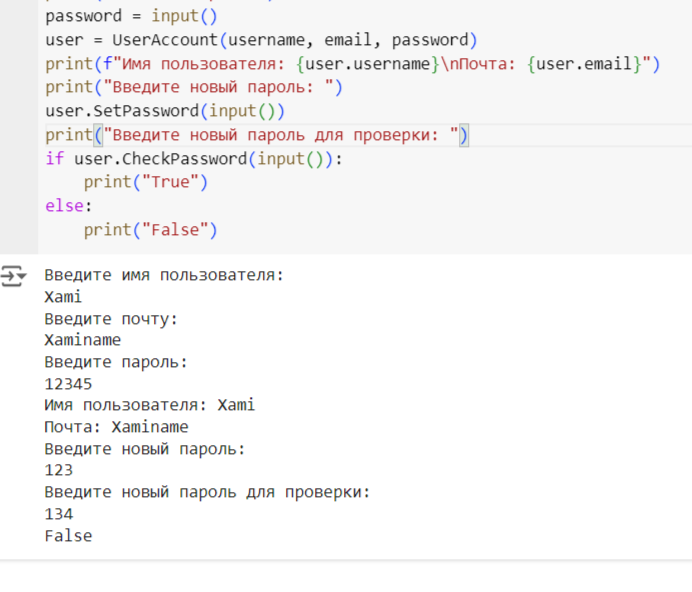 password = input()
user = UserAccount(username, email, password)
print(f"Имя пользователя: {user.username}\nПочта: {user.email}")
print("Введите новый пароль: ")
user.SetPassword(input())
print("Введите новый пароль для проверки: ")
if user.CheckPassword(input()):
    print("True")
else:
    print("False")
Введите имя пользователя:
Xami
Введите почту:
Xaminame
Введите пароль:
12345
Имя пользователя: Xami
Почта: Xaminame
Введите новый пароль:
123
Введите новый пароль для проверки:
134
False